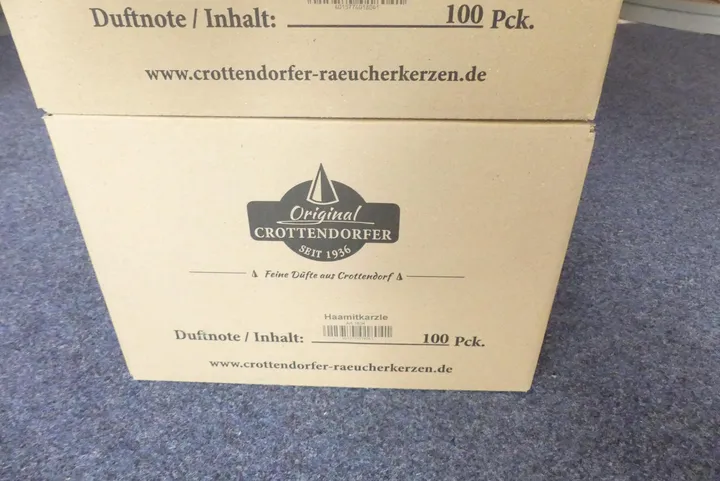 Duftnote / Inhalt: 100 Pck.
www.crottendorfer-raeucherkerzen.de
Original
CROTTENDORFER
SEIT 1936
Feine Düfte aus Crottendorf
Haamitkarzle
Duftnote / Inhalt: 100 Pck.
www.crottendorfer-raeucherkerzen.de